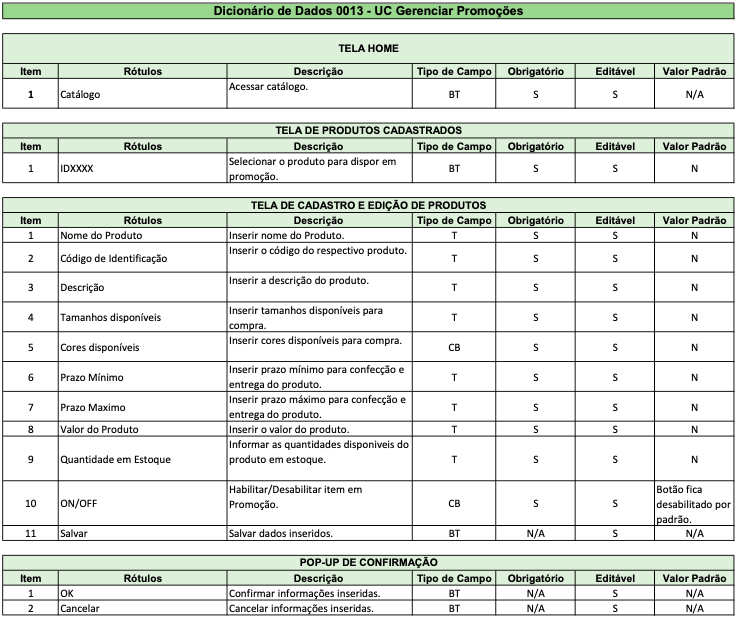 Dicionário de Dados 0013 - UC Gerenciar Promoções
TELA HOME
Item Rótulos Descrição Tipo de Campo Obrigatório Editável Valor Padrão
1 Catálogo Acessar catálogo. BT S S N/A
TELA DE PRODUTOS CADASTRADOS
Item Rótulos Descrição Tipo de Campo Obrigatório Editável Valor Padrão
1 IDXXXX Selecionar o produto para dispor em promoção. BT S S N
TELA DE CADASTRO E EDIÇÃO DE PRODUTOS
Item Rótulos Descrição Tipo de Campo Obrigatório Editável Valor Padrão
1 Nome do Produto Inserir nome do Produto. T S S N
2 Código de Identificação Inserir o código do respectivo produto. T S S N
3 Descrição Inserir a descrição do produto. T S S N
4 Tamanhos disponíveis Inserir tamanhos disponíveis para compra. T S S N
5 Cores disponíveis Inserir cores disponíveis para compra. CB S S N
6 Prazo Mínimo Inserir prazo mínimo para confecção e entrega do produto. T S S N
7 Prazo Maximo Inserir prazo máximo para confecção e entrega do produto. T S S N
8 Valor do Produto Inserir o valor do produto. T S S N
9 Quantidade em Estoque Informar as quantidades disponiveis do produto em estoque. T S S N
10 ON/OFF Habilitar/Desabilitar item em Promoção. CB S S Botão fica desabilitado por padrão.
11 Salvar Salvar dados inseridos. BT N/A S N/A
POP-UP DE CONFIRMAÇÃO
Item Rótulos Descrição Tipo de Campo Obrigatório Editável Valor Padrão
1 OK Confirmar informações inseridas. BT N/A S N/A
2 Cancelar Cancelar informações inseridas. BT N/A S N/A